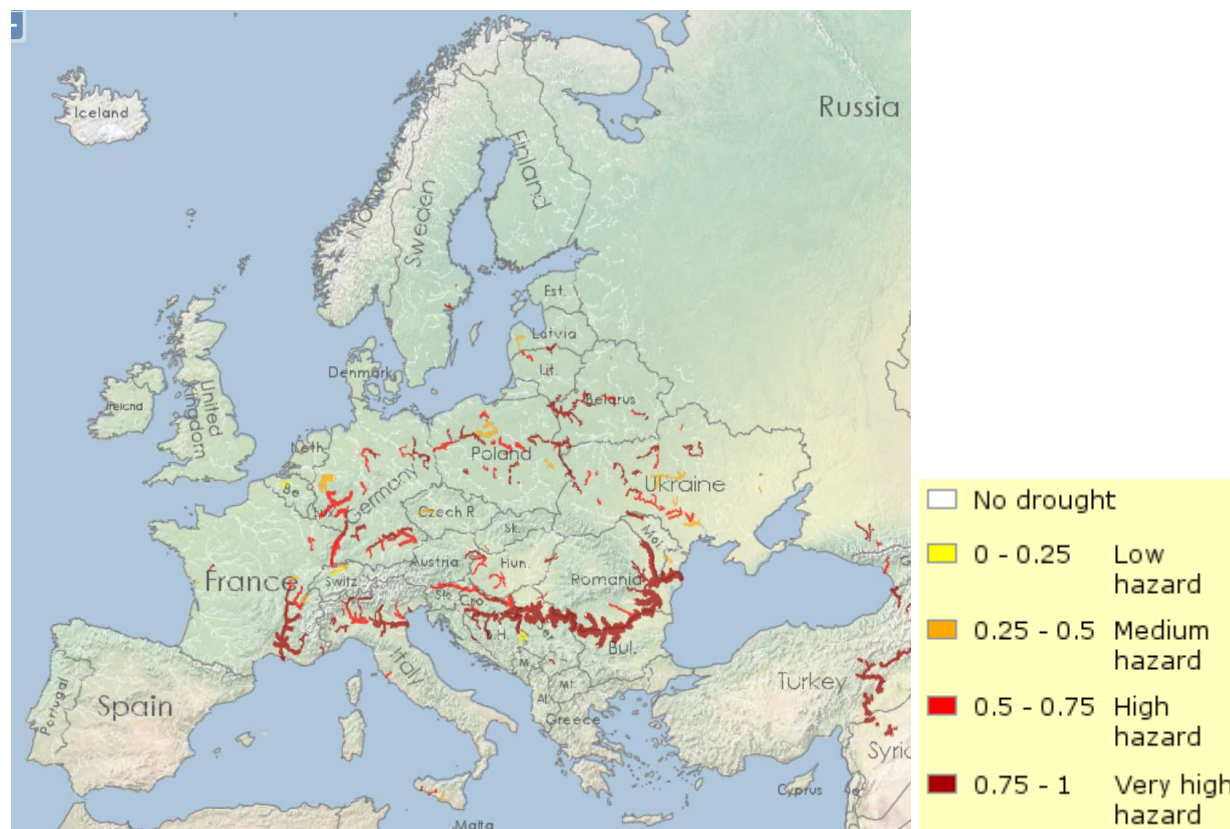 Iceland
Russia
Finland
Norway
Sweden
Est.
Latvia
Denmark
Lit.
United
Kingdom
Ireland
Belarus
Neth.
Poland
Be
Germany
Ukraine
Czech R.
Sk.
Mol.
Austria
Hun.
France
Switz
Romania
Cro
Bul.
Italy
M.
Mt.
Al.
Portugal
Spain
Turkey
Greece
Syric
Cyprus
Malta
No drought
0 - 0.25 Low
hazard
0.25 - 0.5 Medium
hazard
0.5 - 0.75 High
hazard
0.75 - 1 Very high
hazard